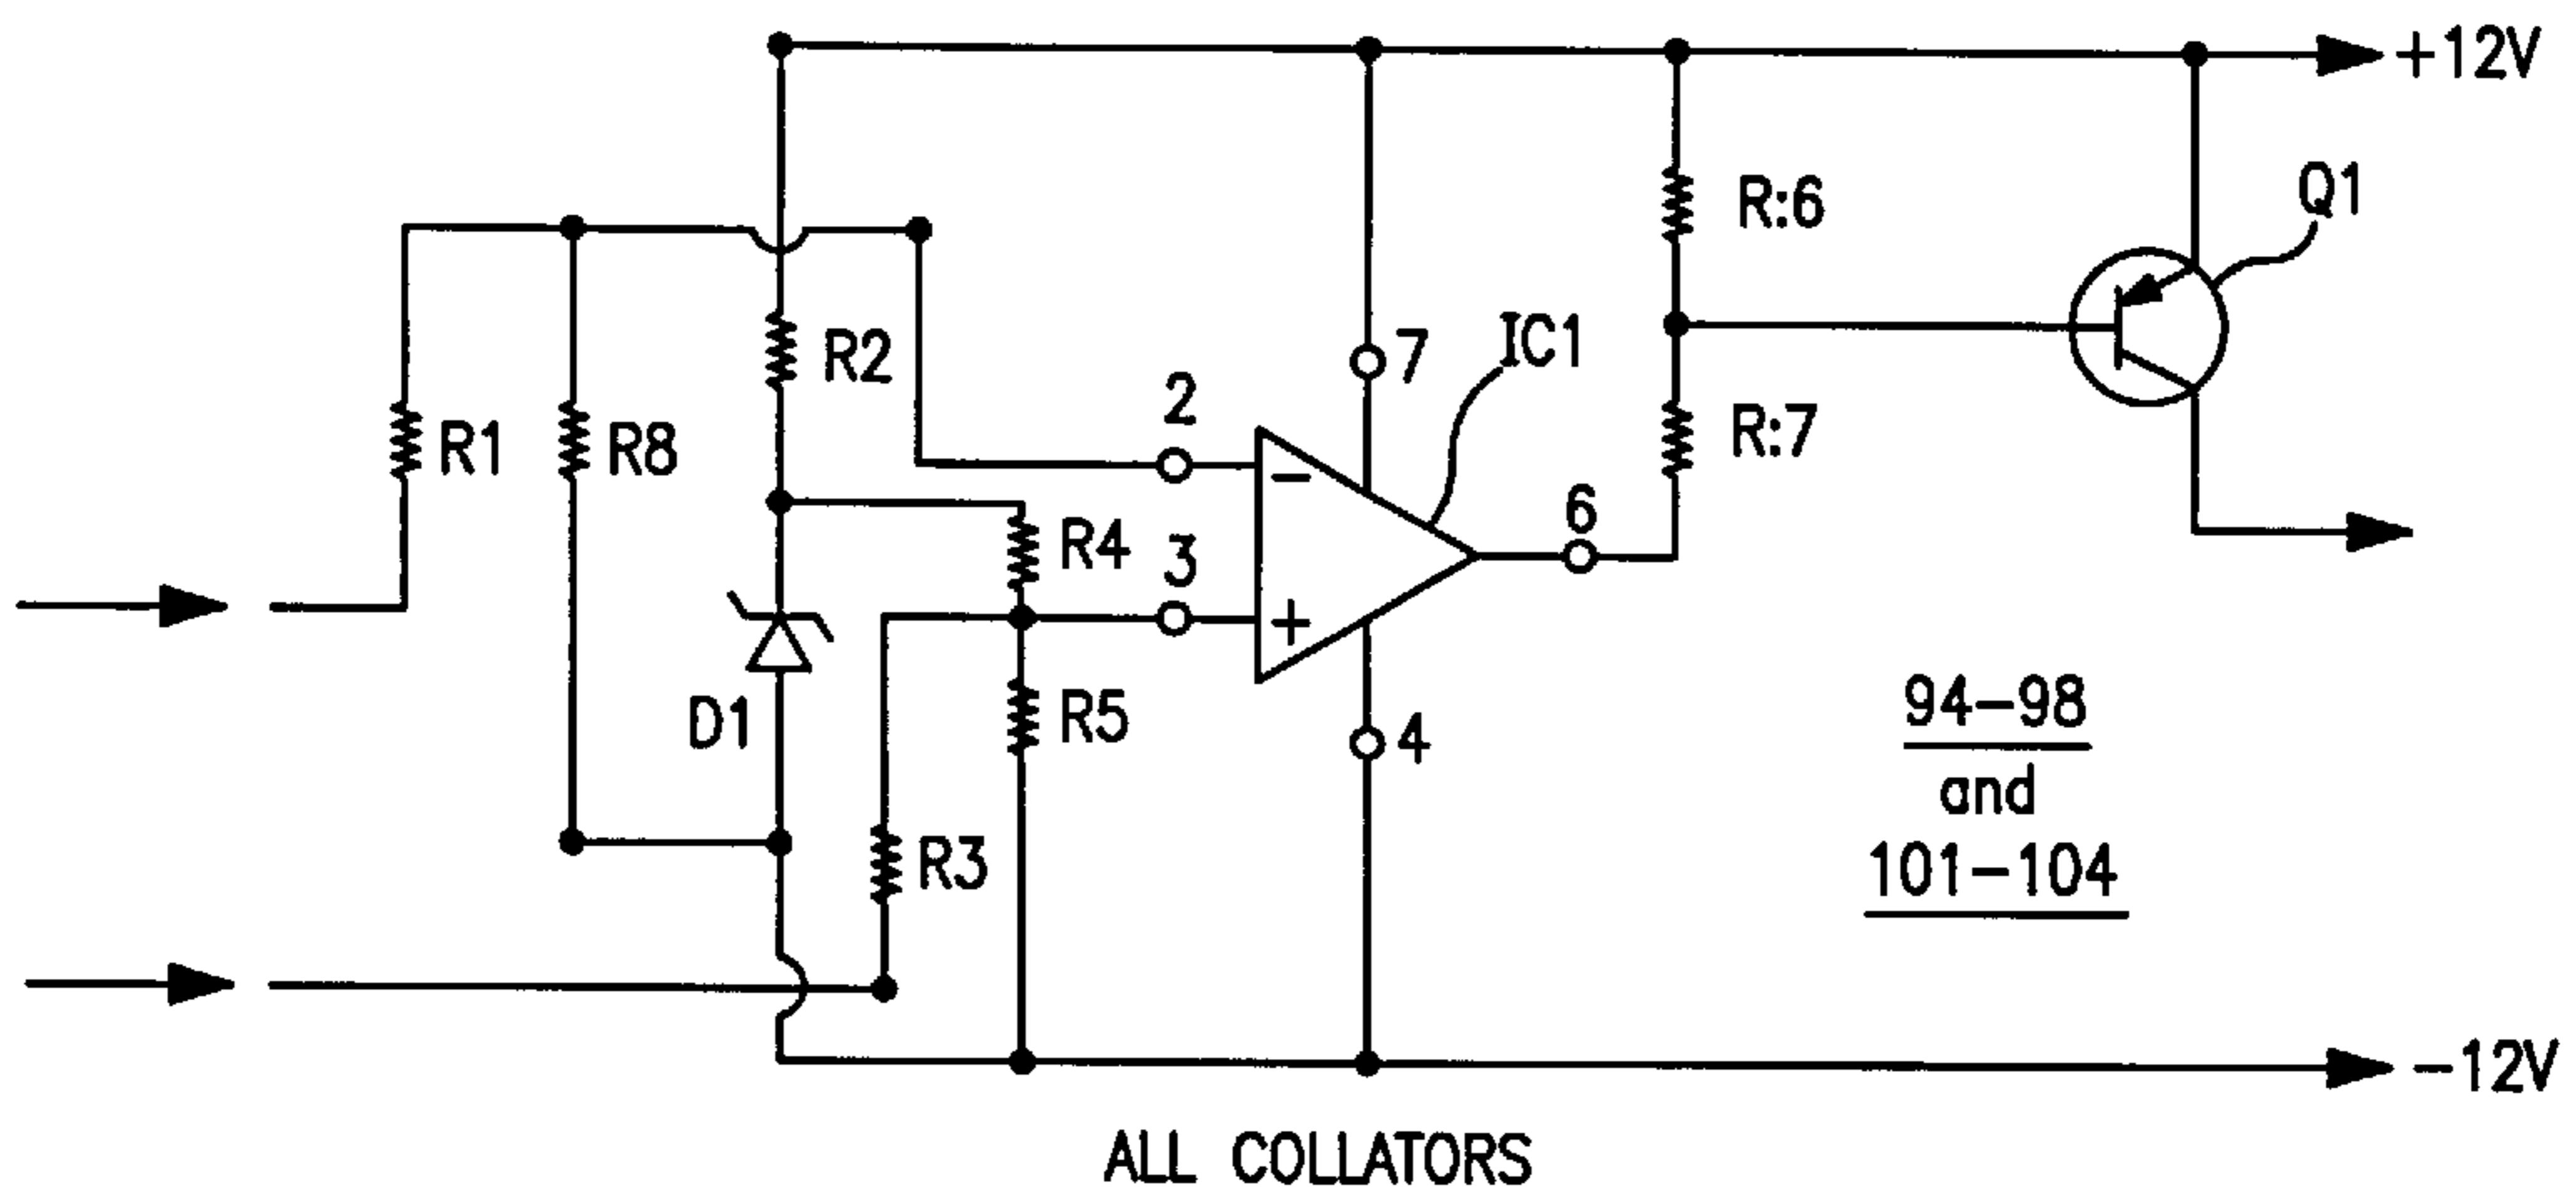 +12V
Q1
R:6
R2
7
IC1
2
R1
R8
R:7
6
R4
3
−
+
94-98
and
101-104
D1
R5
4
R3
-12V
ALL COLLATORS